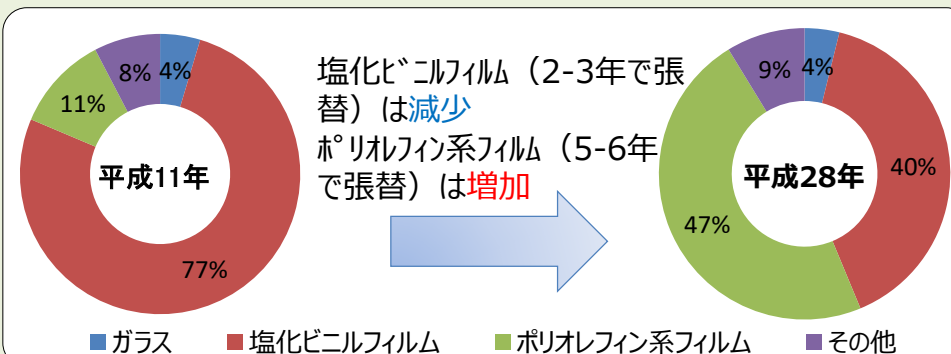 8%
4%
11%
平成11年
77%
塩化ﾋﾞﾆﾙﾌｨﾙﾑ（2-3年で張
替）は減少
ﾎﾟﾘｵﾚﾌｨﾝ系ﾌｨﾙﾑ（5-6年
で張替）は増加
9%
4%
40%
平成28年
47%
ガラス
塩化ビニルフィルム
ポリオレフィン系フィルム
その他